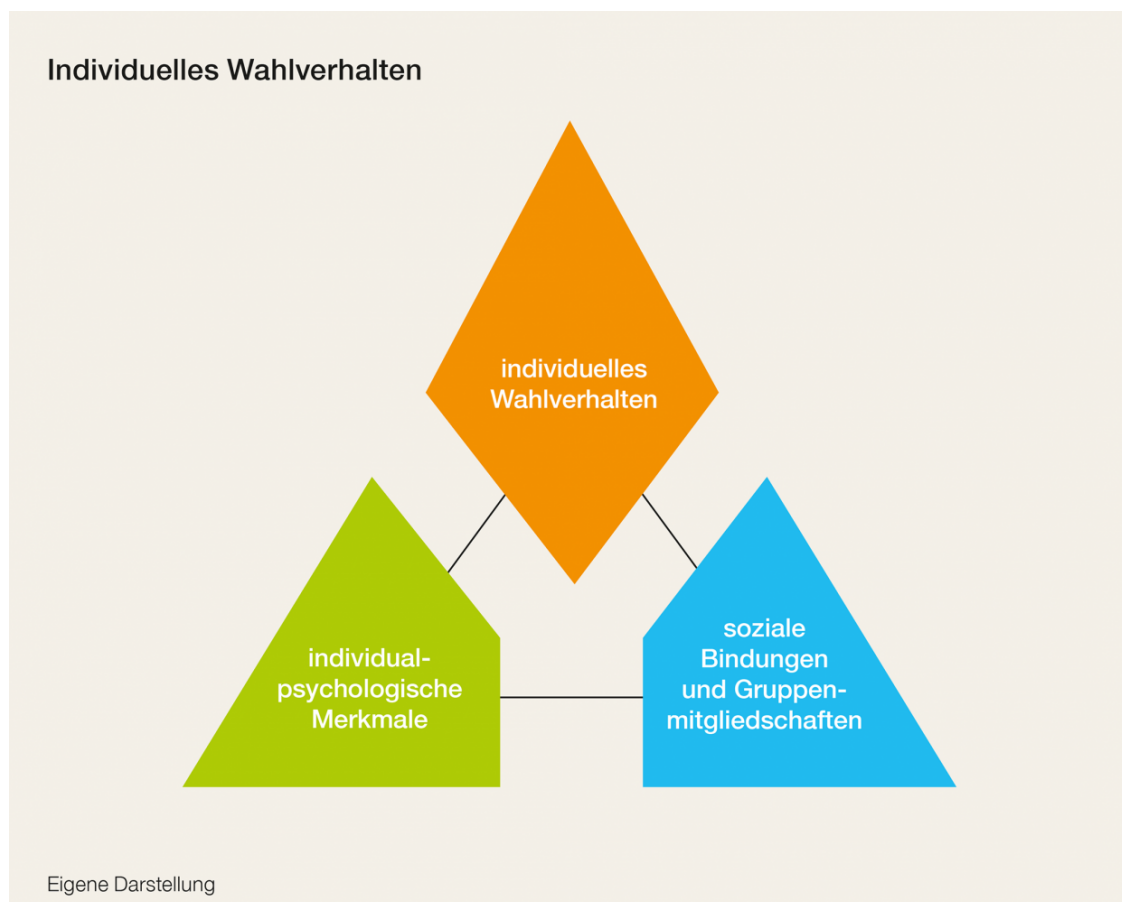 Individuelles Wahlverhalten
individuelles
Wahlverhalten
individual-
psychologische
Merkmale
soziale
Bindungen
und Gruppen-
mitgliedschaften
Eigene Darstellung